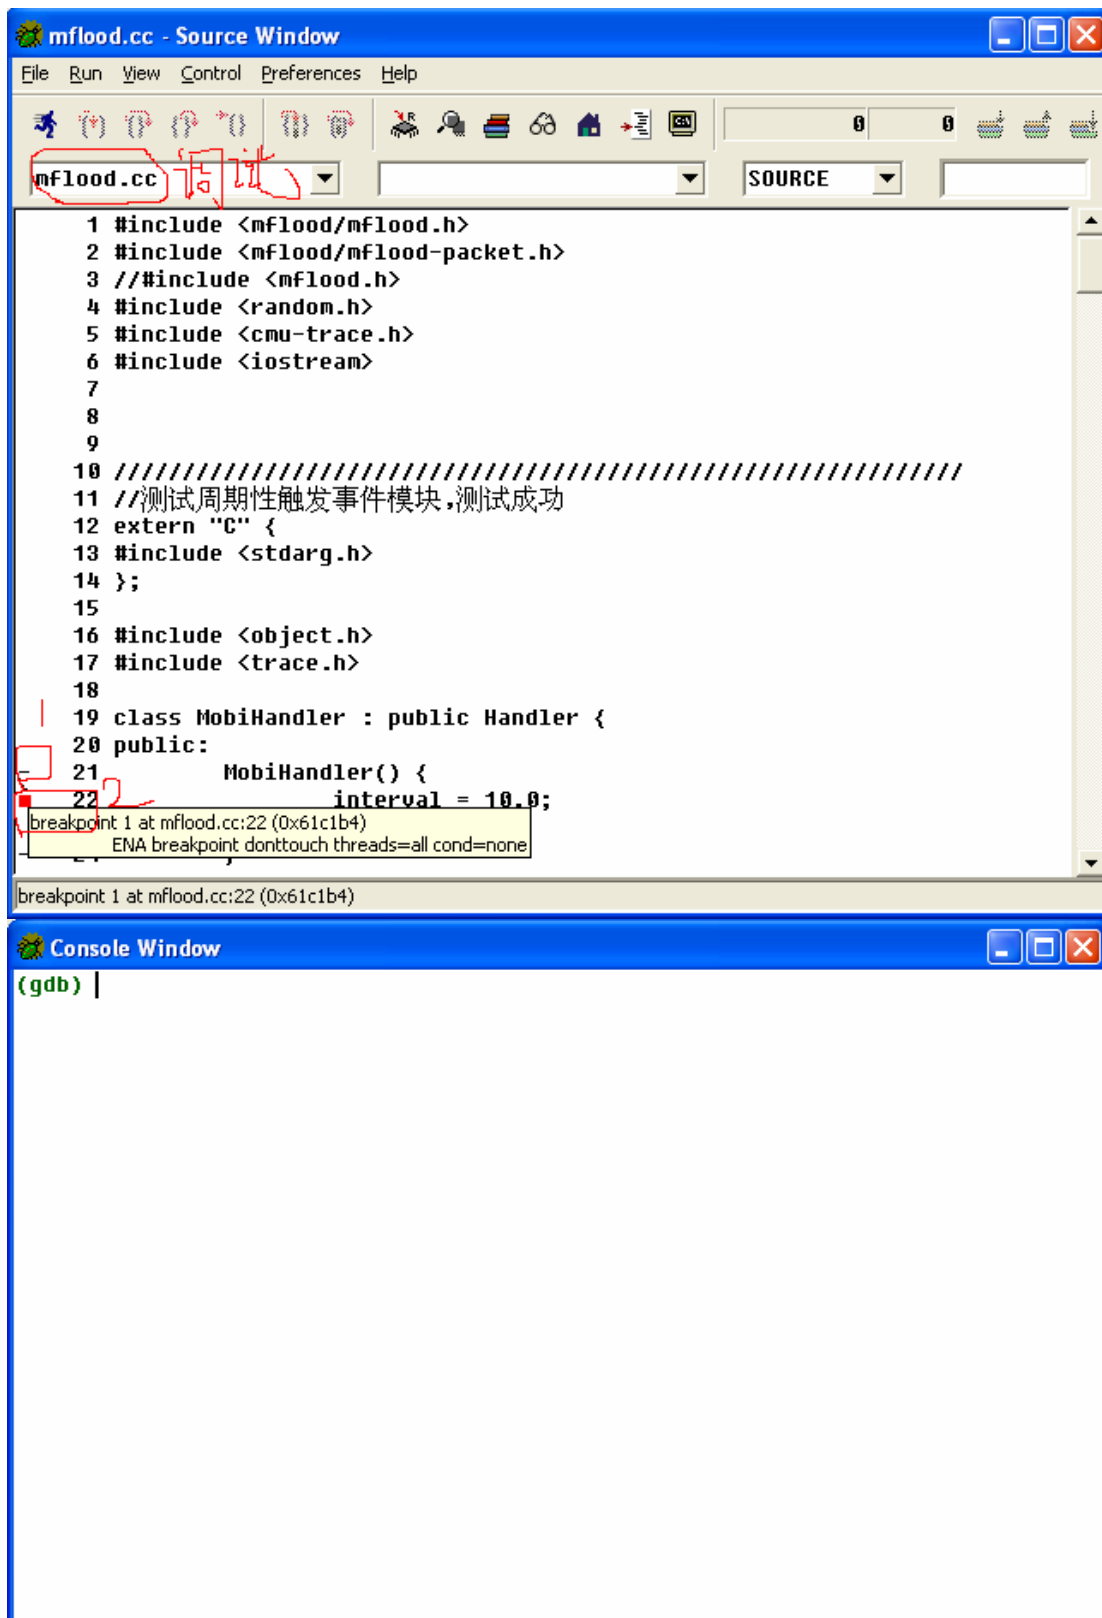 mflood.cc - Source Window
File Run View Control Preferences Help
0 0
mflood.cc 调试 SOURCE
1 #include <mflood/mflood.h>
2 #include <mflood/mflood-packet.h>
3 //#include <mflood.h>
4 #include <random.h>
5 #include <cmu-trace.h>
6 #include <iostream>
7
8
9
10 //////////////////////////////////////////////////////////////
11 //测试周期性触发事件模块,测试成功
12 extern "C" {
13 #include <stdarg.h>
14 };
15
16 #include <object.h>
17 #include <trace.h>
18
1 19 class MobiHandler : public Handler {
20 public:
- 21 MobiHandler() {
22 2 interval = 10.0;
breakpoint 1 at mflood.cc:22 (0x61c1b4)
ENA breakpoint donttouch threads=all cond=none
breakpoint 1 at mflood.cc:22 (0x61c1b4)
Console Window
(gdb)